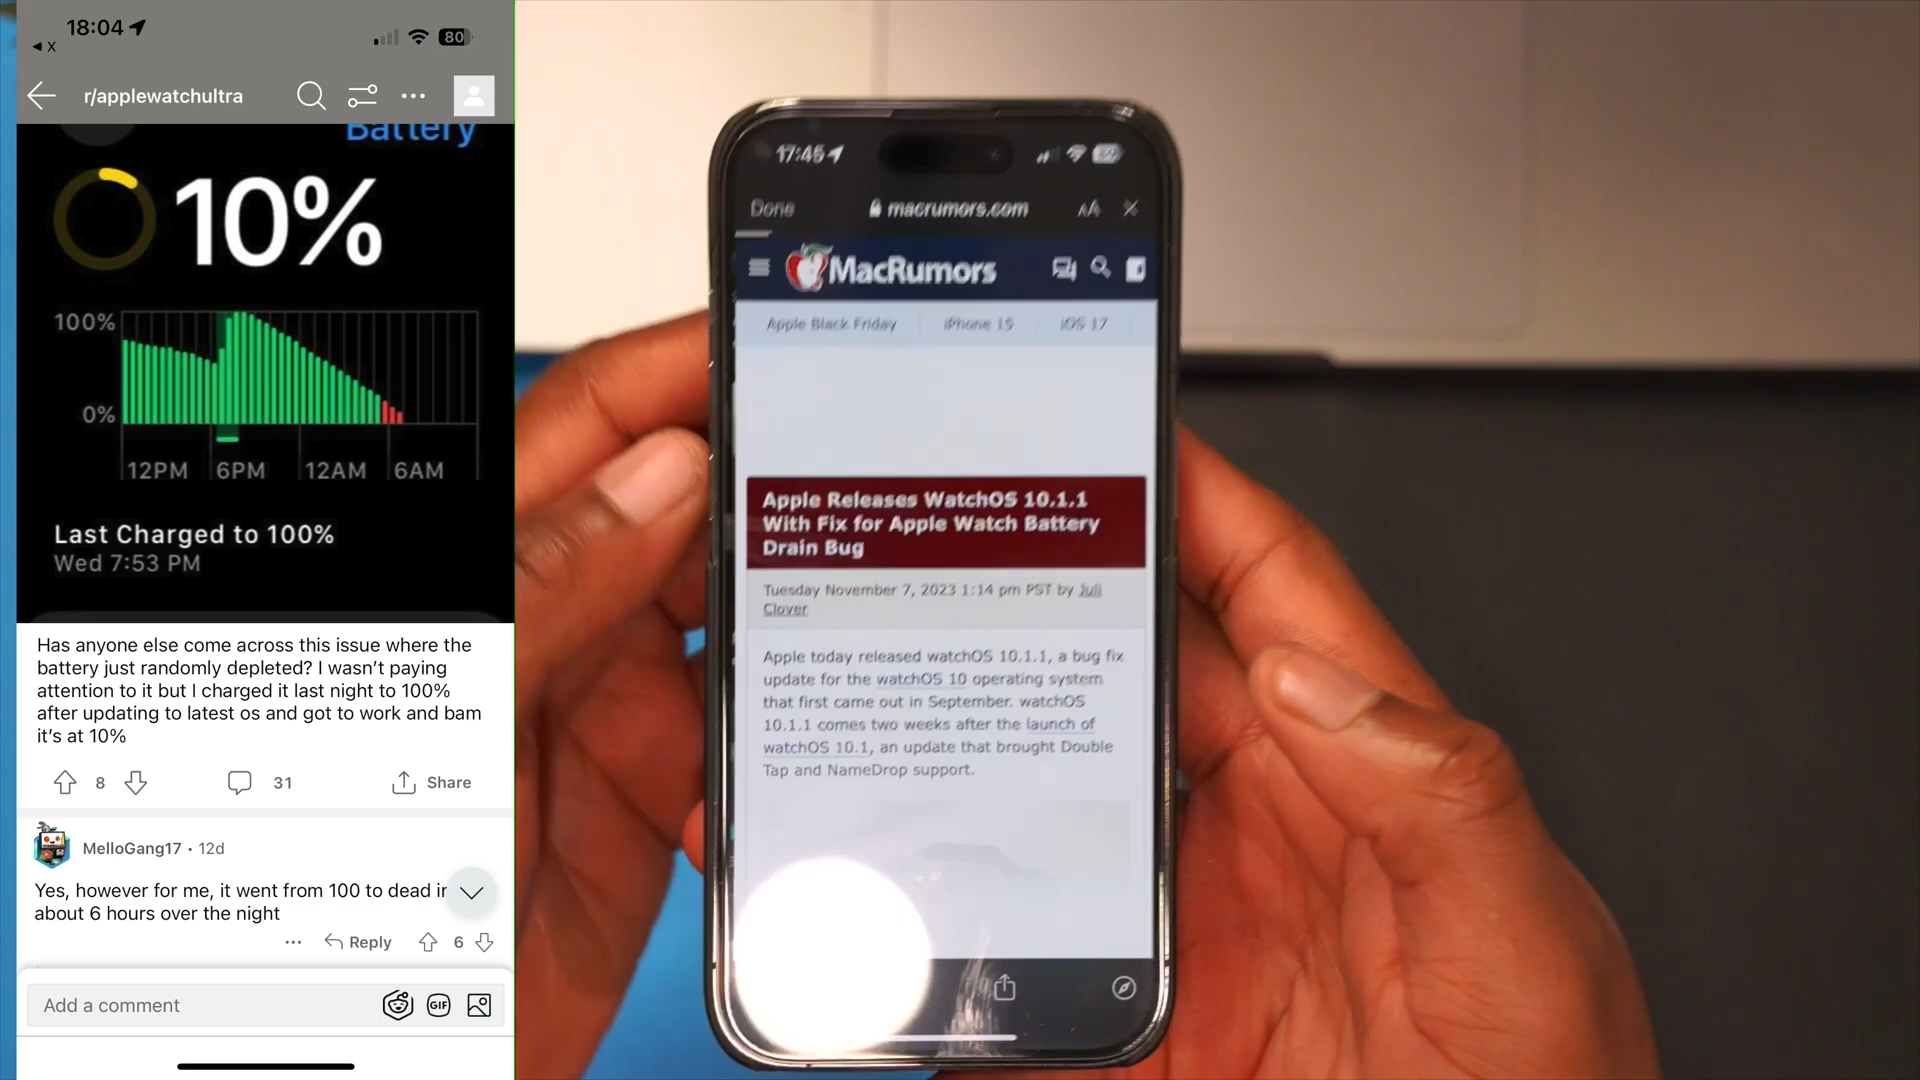 18:04
X
80
r/applewatchultra
Battery
10%
100%
0%
12PM
6PM
12AM
6AM
Last Charged to 100%
Wed 7:53 PM
Has anyone else come across this issue where the
battery just randomly depleted? I wasn't paying
attention to it but I charged it last night to 100%
after updating to latest os and got to work and bam
it's at 10%
8
31
Share
MelloGang17 • 12d
Yes, however for me, it went from 100 to dead in
about 6 hours over the night
Reply
6
Add a comment
GIF
17:45
Done
macrumors.com
AA
MacRumors
Apple Black Friday
iPhone 15
iOS 17
Apple Releases WatchOS 10.1.1
With Fix for Apple Watch Battery
Drain Bug
Tuesday November 7, 2023 1:14 pm PST by Juli
Clover
Apple today released watchOS 10.1.1, a bug fix
update for the watchOS 10 operating system
that first came out in September. watchOS
10.1.1 comes two weeks after the launch of
watchOS 10.1, an update that brought Double
Tap and NameDrop support.